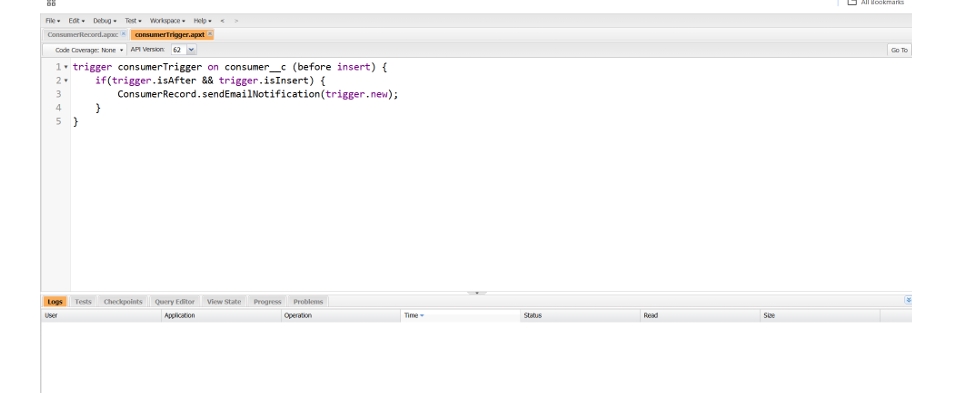 All Bookmarks
File Edit Debug Test Workspace Help < >
ConsumerRecord.apxc consumerTrigger.apxt
Code Coverage: None API Version: 62 Go To
1 trigger consumerTrigger on consumer__c (before insert) {
2 if(trigger.isAfter && trigger.isInsert) {
3 ConsumerRecord.sendEmailNotification(trigger.new);
4 }
5 }
Logs Tests Checkpoints Query Editor View State Progress Problems
User Application Operation Time Status Read Size